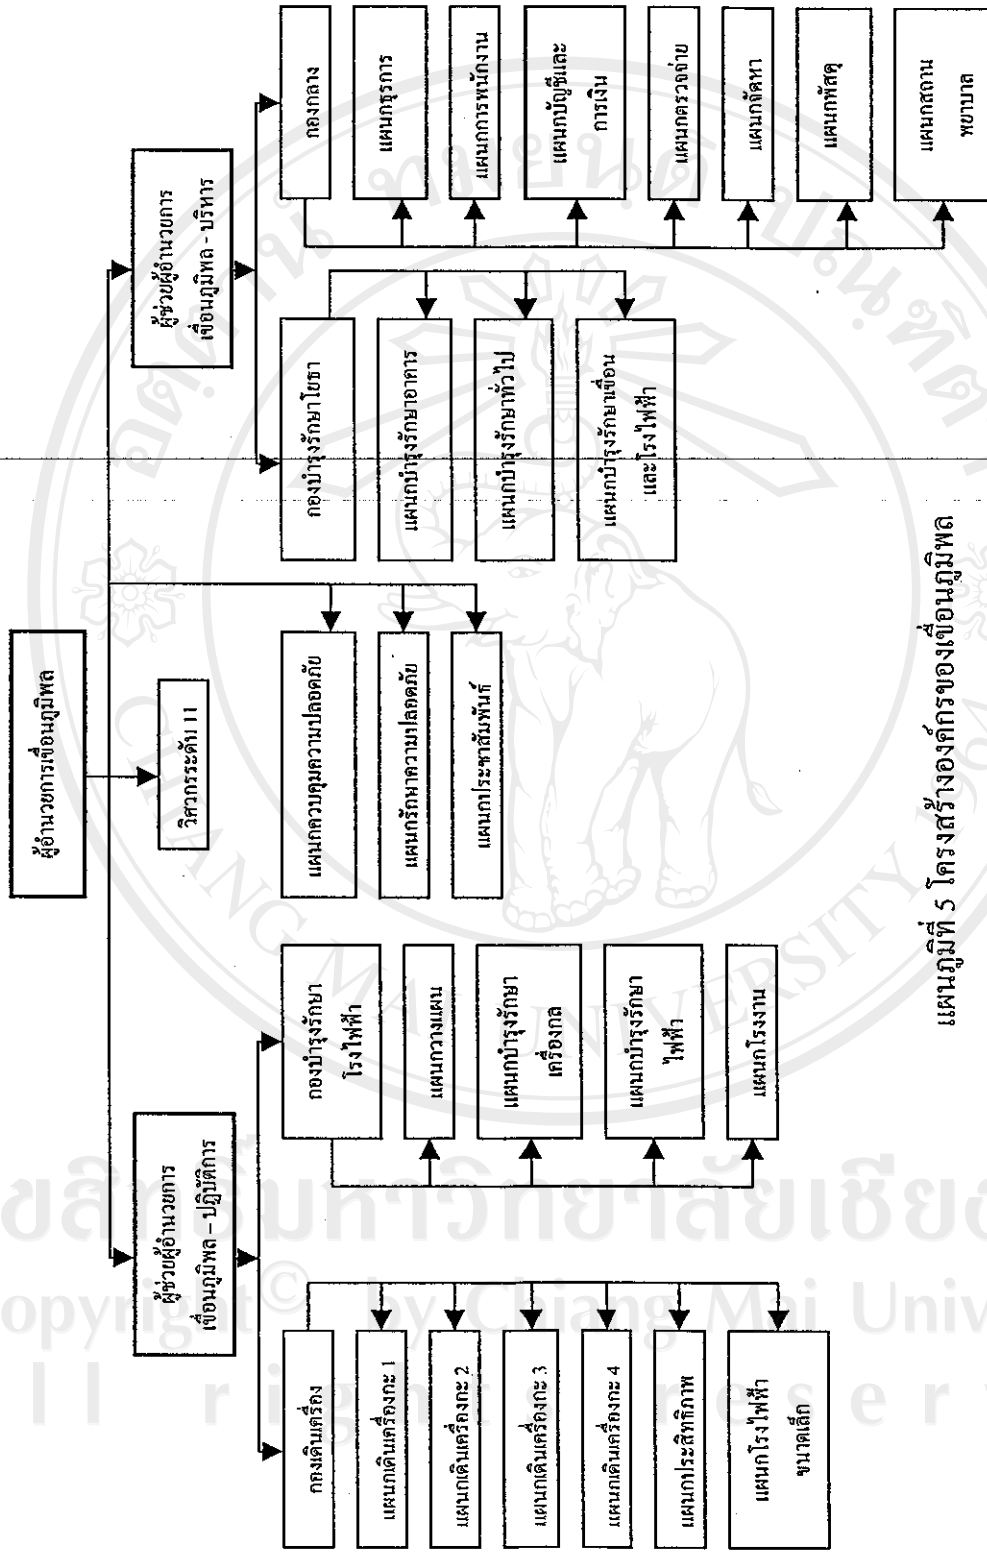 ผู้อำนวยการเขื่อนภูมิพล
วิศวกรระดับ 11
ผู้ช่วยผู้อำนวยการ
เขื่อนภูมิพล – ปฏิบัติการ
ผู้ช่วยผู้อำนวยการ
เขื่อนภูมิพล - บริหาร
กองเดินเครื่อง
แผนกเดินเครื่องกะ 1
แผนกเดินเครื่องกะ 2
แผนกเดินเครื่องกะ 3
แผนกเดินเครื่องกะ 4
แผนกประสิทธิภาพ
แผนกโรงไฟฟ้า
ขนาดเล็ก
กองบำรุงรักษา
โรงไฟฟ้า
แผนกวางแผน
แผนกบำรุงรักษา
เครื่องกล
แผนกบำรุงรักษา
ไฟฟ้า
แผนกโรงงาน
แผนกควบคุมความปลอดภัย
แผนกรักษาความปลอดภัย
แผนกประชาสัมพันธ์
กองบำรุงรักษาโยธา
แผนกบำรุงรักษาอาคาร
แผนกบำรุงรักษาทั่วไป
แผนกบำรุงรักษาเขื่อน
และโรงไฟฟ้า
กองกลาง
แผนกธุรการ
แผนกการพนักงาน
แผนกบัญชีและ
การเงิน
แผนกตรวจจ่าย
แผนกจัดหา
แผนกพัสดุ
แผนกสถาน
พยาบาล
แผนภูมิที่ 5 โครงสร้างองค์กรของเขื่อนภูมิพล
CHIANG MAI UNIVERSITY 1964
by Chiang Mai